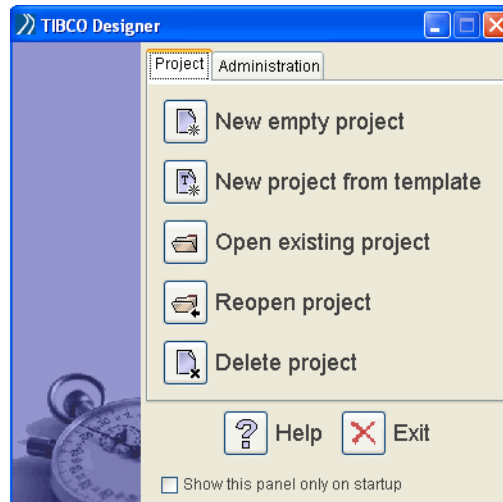 TIBCO Designer
Project Administration
New empty project
New project from template
Open existing project
Reopen project
Delete project
Help Exit
Show this panel only on startup